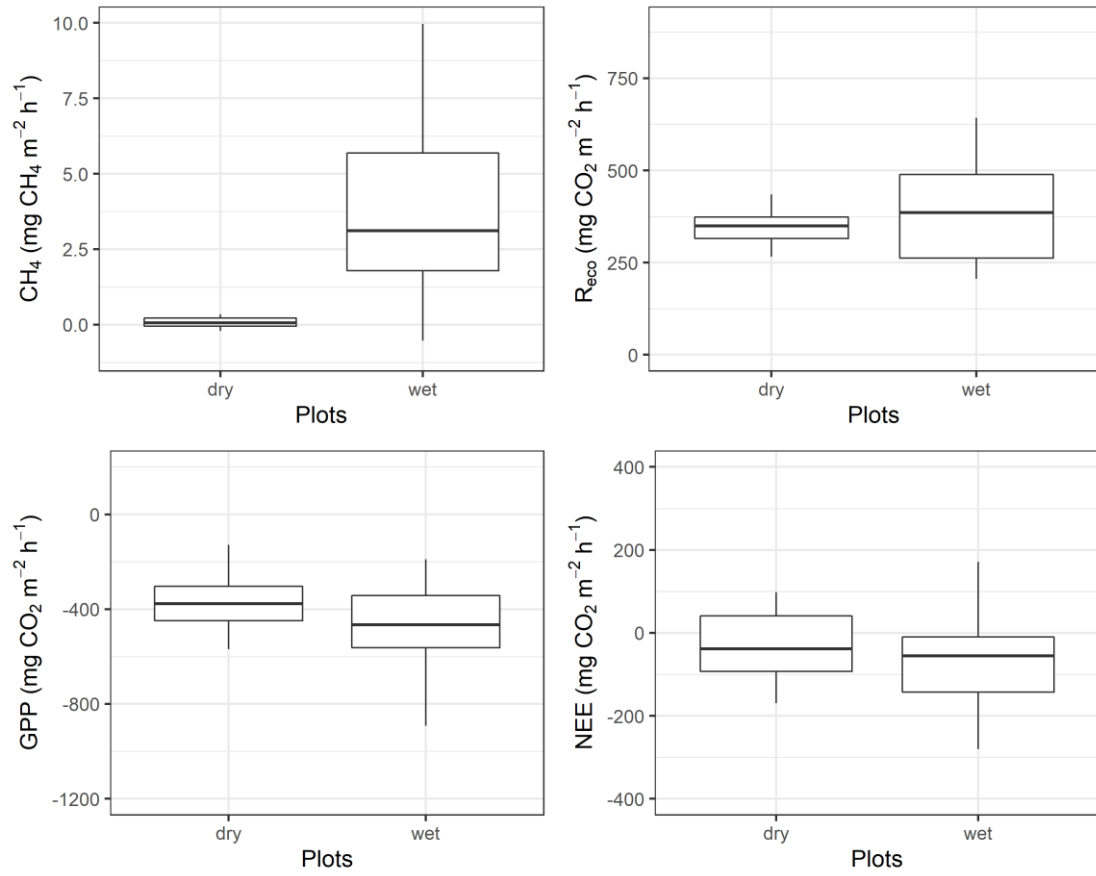 CH₄ (mg CH₄ m⁻² h⁻¹)
10.0
7.5
5.0
2.5
0.0
dry wet
Plots
Rₑcₒ (mg CO₂ m⁻² h⁻¹)
750
500
250
0
dry wet
Plots
GPP (mg CO₂ m⁻² h⁻¹)
0
-400
-800
-1200
dry wet
Plots
NEE (mg CO₂ m⁻² h⁻¹)
400
200
0
-200
-400
dry wet
Plots